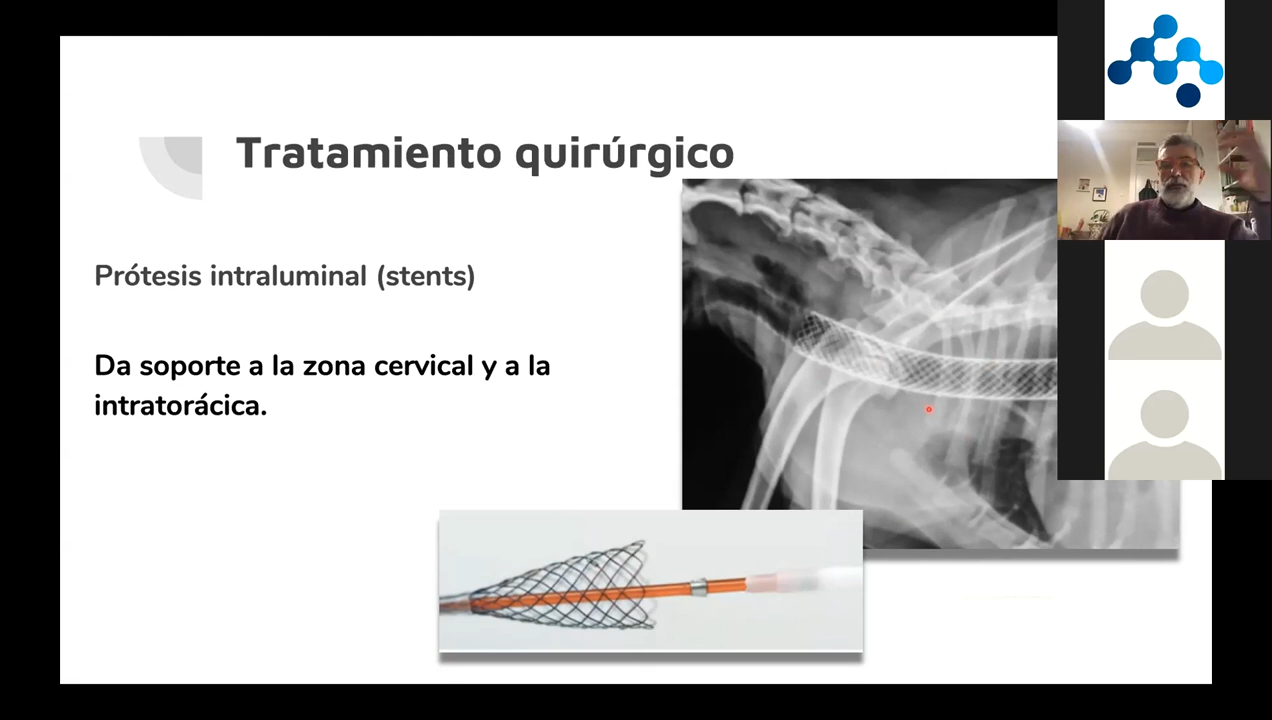 Tratamiento quirúrgico
Prótesis intraluminal (stents)
Da soporte a la zona cervical y a la
intratorácica.